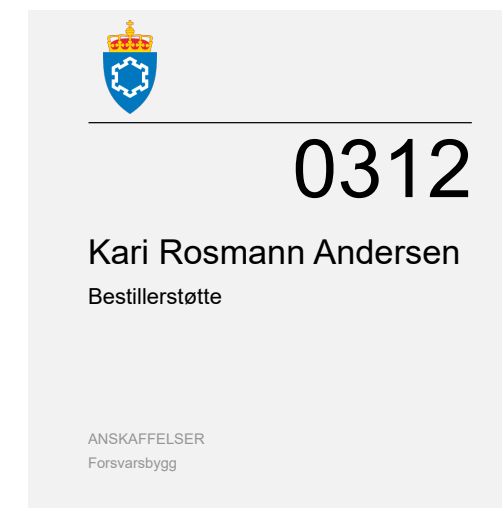 0312
Kari Rosmann Andersen
Bestillerstøtte
ANSKAFFELSER
Forsvarsbygg